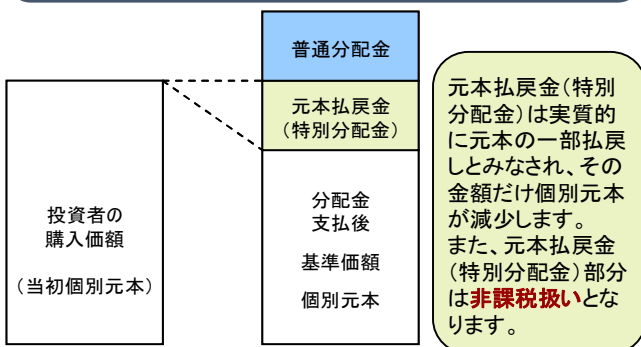 普通分配金
元本払戻金
(特別分配金)
投資者の
購入価額
(当初個別元本)
分配金
支払後
基準価額
個別元本
元本払戻金(特別
分配金)は実質的
に元本の一部払戻
しとみなされ、その
金額だけ個別元本
が減少します。
また、元本払戻金
(特別分配金)部分
は非課税扱いとな
ります。